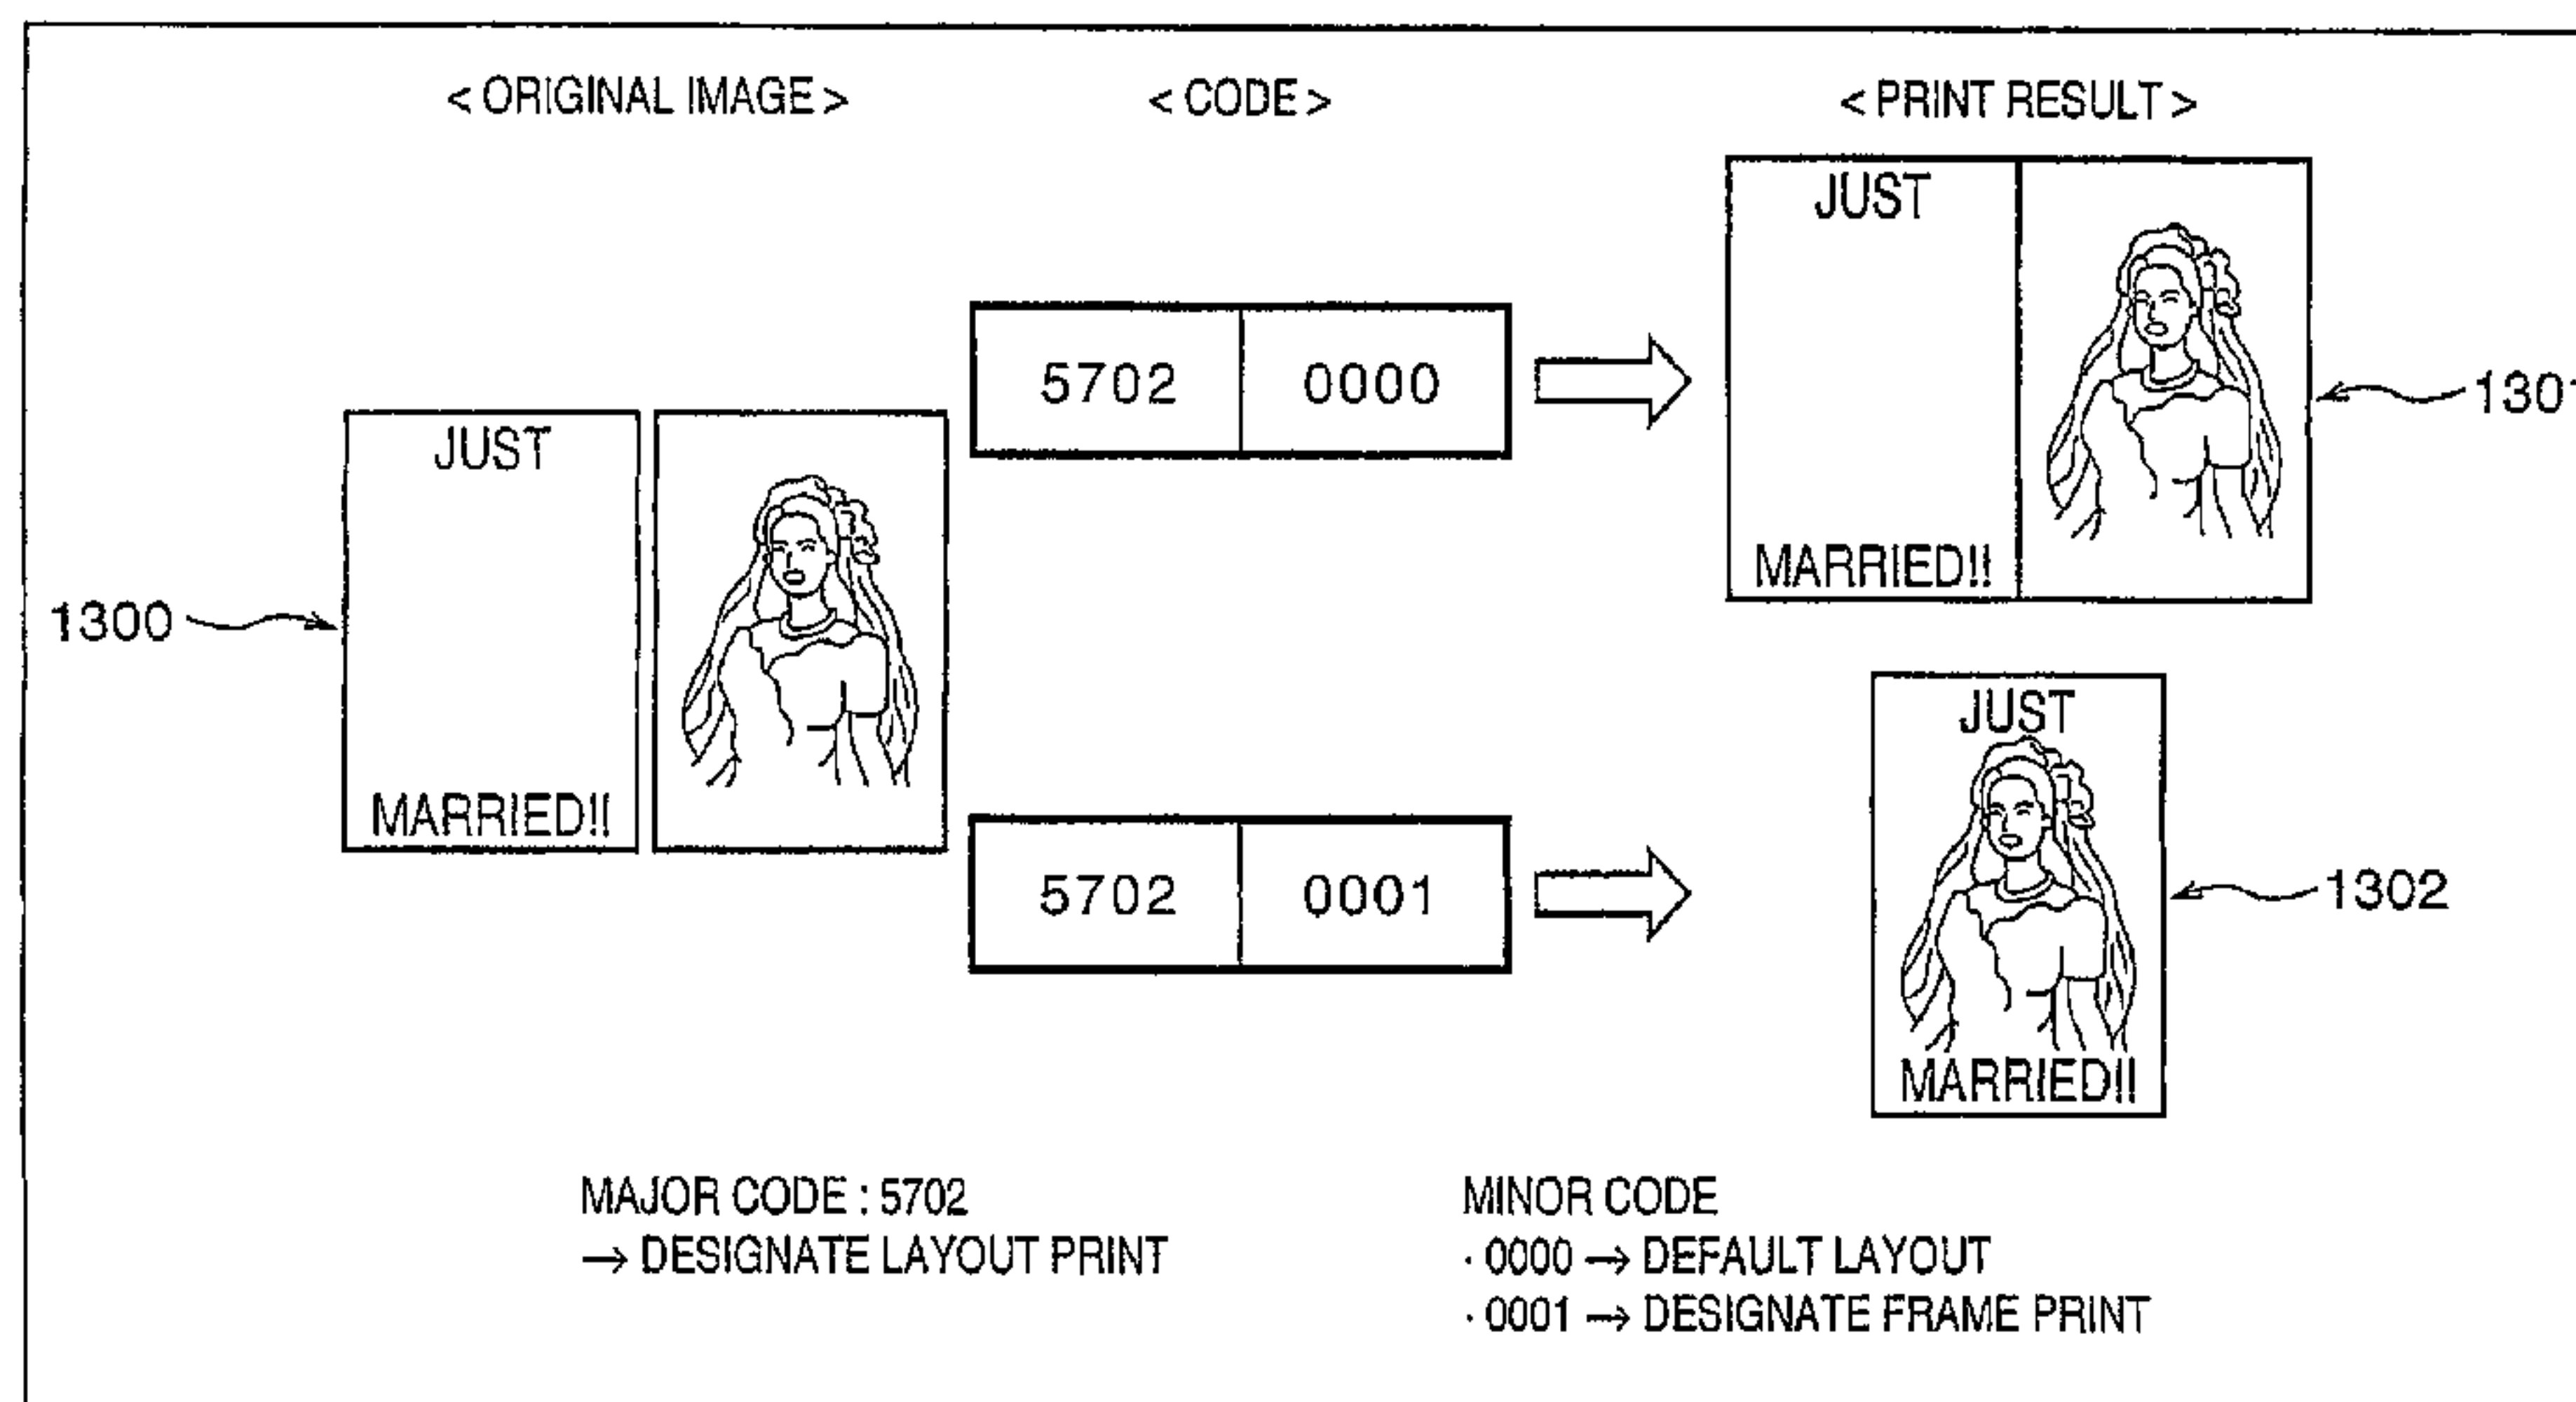 < ORIGINAL IMAGE >
< CODE >
< PRINT RESULT >
JUST
MARRIED!!
1300
5702 0000
JUST
MARRIED!!
1301
5702 0001
JUST
MARRIED!!
1302
MAJOR CODE : 5702
→ DESIGNATE LAYOUT PRINT
MINOR CODE
· 0000 → DEFAULT LAYOUT
· 0001 → DESIGNATE FRAME PRINT